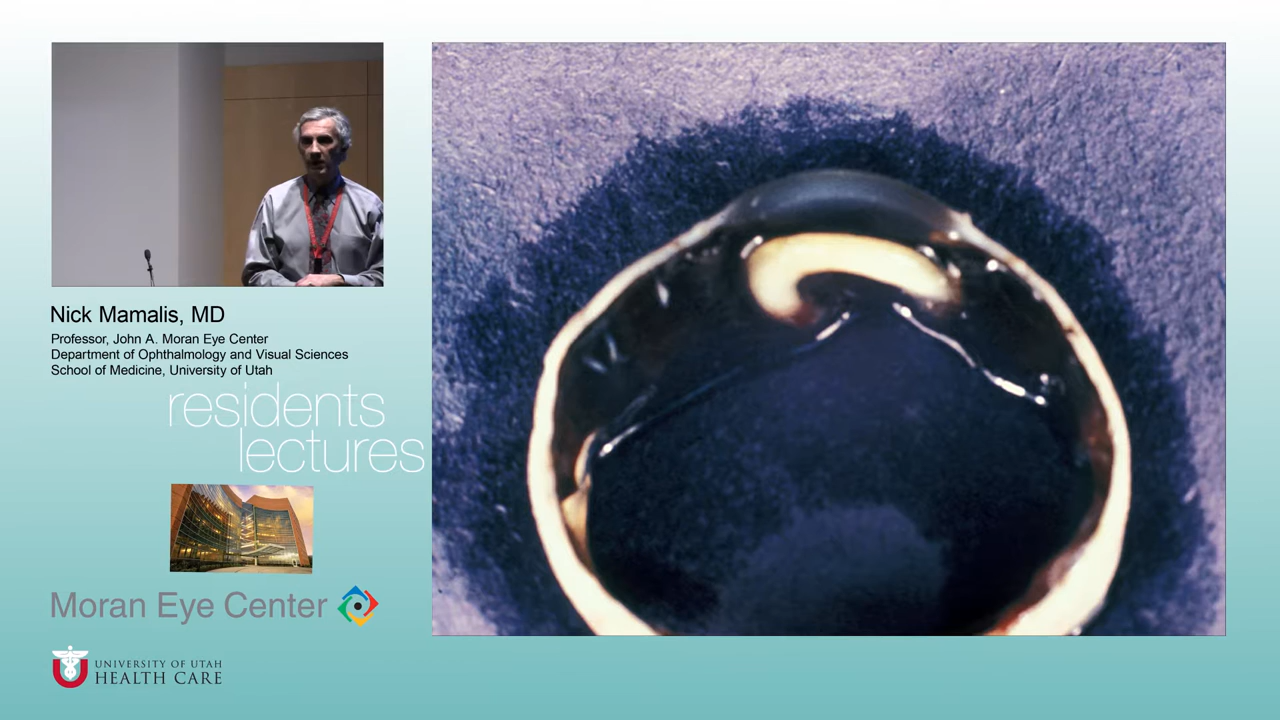 Nick Mamalis, MD
Professor, John A. Moran Eye Center
Department of Ophthalmology and Visual Sciences
School of Medicine, University of Utah
residents
lectures
Moran Eye Center
UNIVERSITY OF UTAH
HEALTH CARE